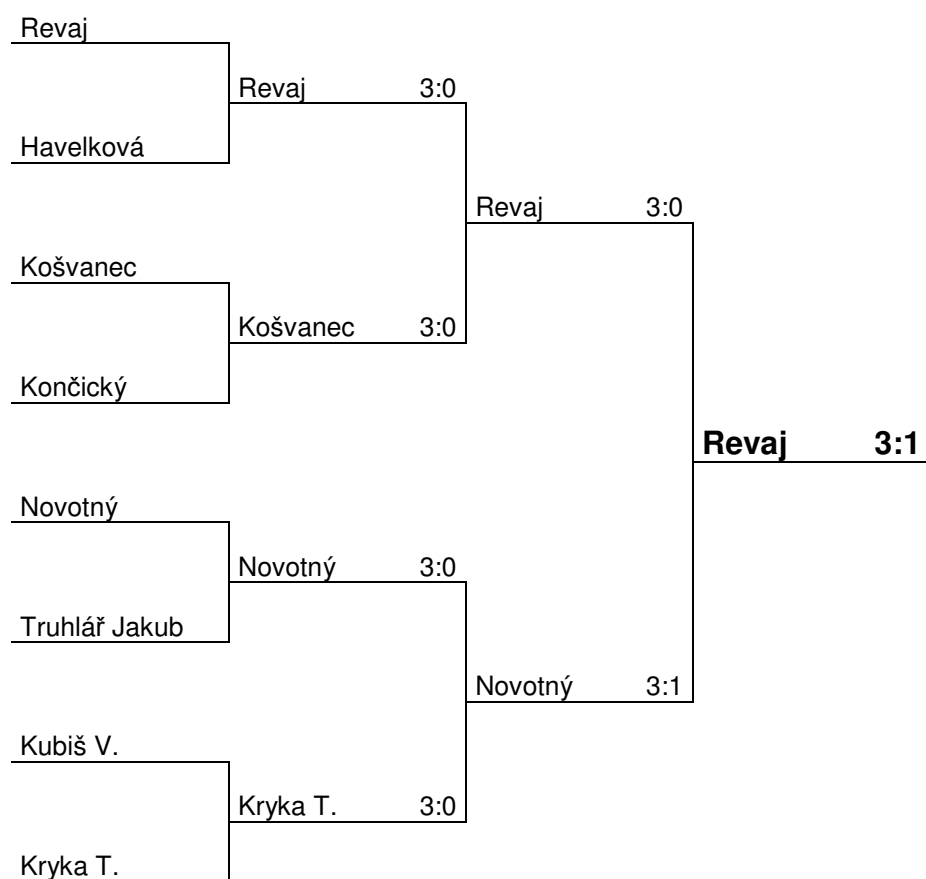 Revaj
Revaj 3:0
Havelková
Revaj 3:0
Košvanec
Košvanec 3:0
Končický
Revaj 3:1
Novotný
Novotný 3:0
Truhlář Jakub
Novotný 3:1
Kubiš V.
Kryka T. 3:0
Kryka T.